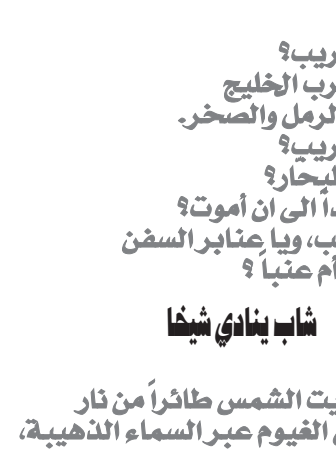 ريب؟
رب الخليج
لرمل والصخر.
ريب؟
لبحار؟
داً الى ان أموت؟
ب، ويا عنابر السفن
أم عنباً ؟
شاب ينادي شيخا
يت الشمس طائراً من نار
الغيوم عبر السماء الذهبية،